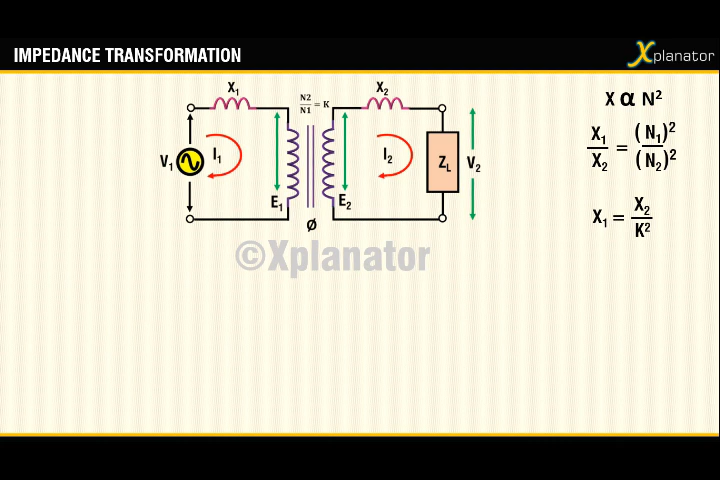 IMPEDANCE TRANSFORMATION
Xplanator
X₁
N2/N1 = K
X₂
V₁
I₁
E₁
E₂
I₂
Z_L
V₂
Ø
©Xplanator
X α N²
X₁/X₂ = (N₁)²/(N₂)²
X₁ = X₂/K²